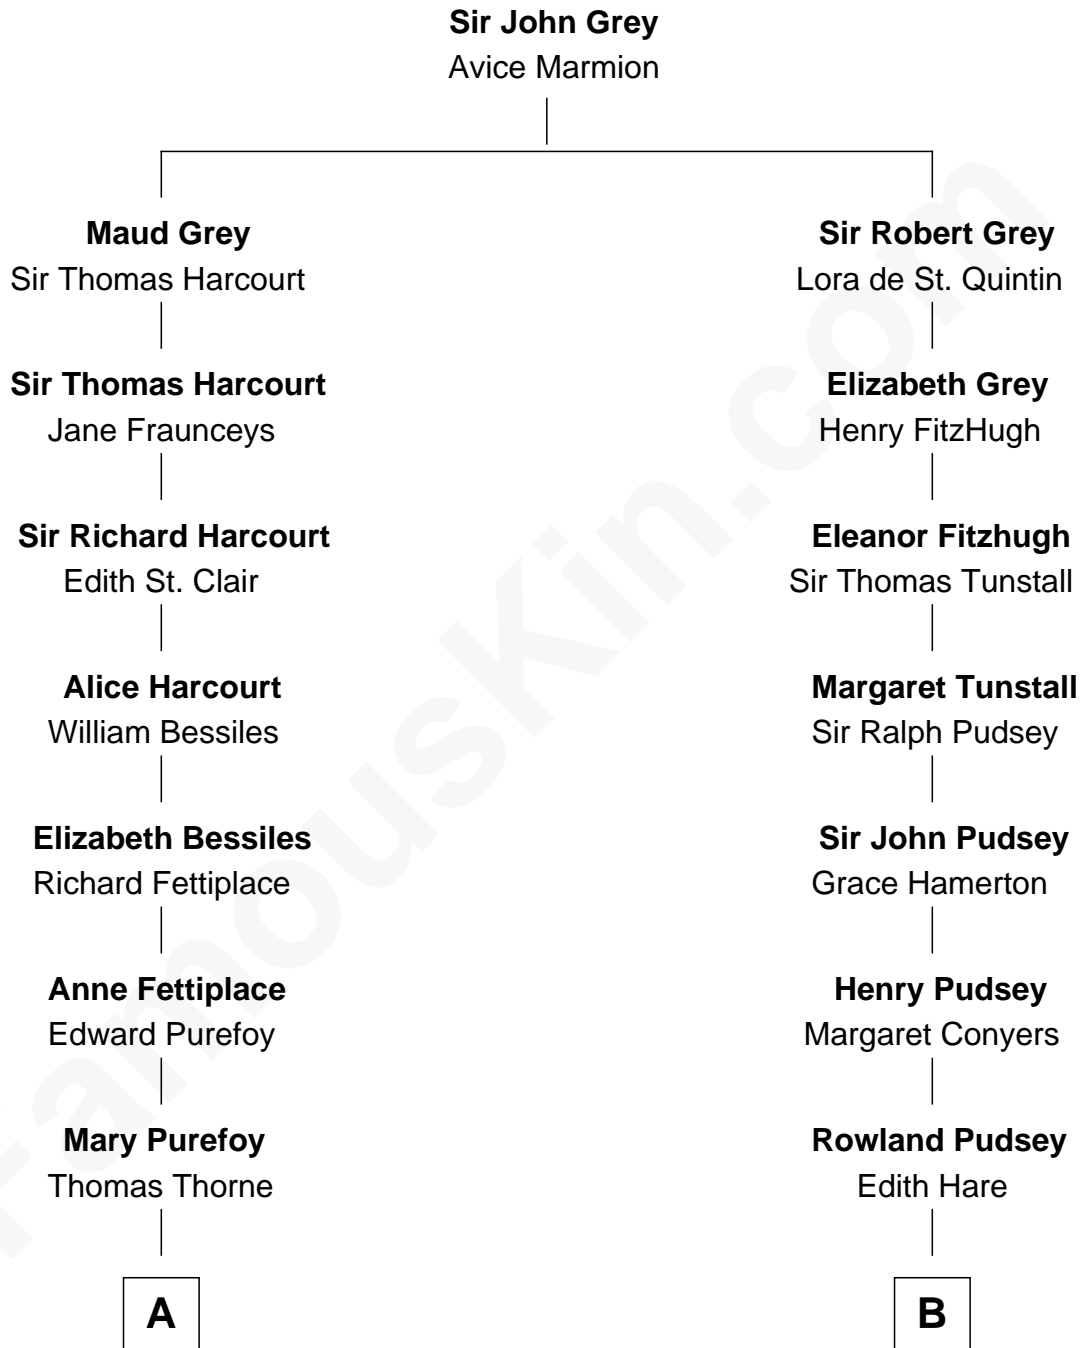 Sir John Grey
Avice Marmion
Maud Grey
Sir Thomas Harcourt
Sir Robert Grey
Lora de St. Quintin
Sir Thomas Harcourt
Jane Fraunceys
Elizabeth Grey
Henry FitzHugh
Sir Richard Harcourt
Edith St. Clair
Eleanor Fitzhugh
Sir Thomas Tunstall
Alice Harcourt
William Bessiles
Margaret Tunstall
Sir Ralph Pudsey
Elizabeth Bessiles
Richard Fettiplace
Sir John Pudsey
Grace Hamerton
Anne Fettiplace
Edward Purefoy
Henry Pudsey
Margaret Conyers
Mary Purefoy
Thomas Thorne
Rowland Pudsey
Edith Hare
A
B
FamousKin.com